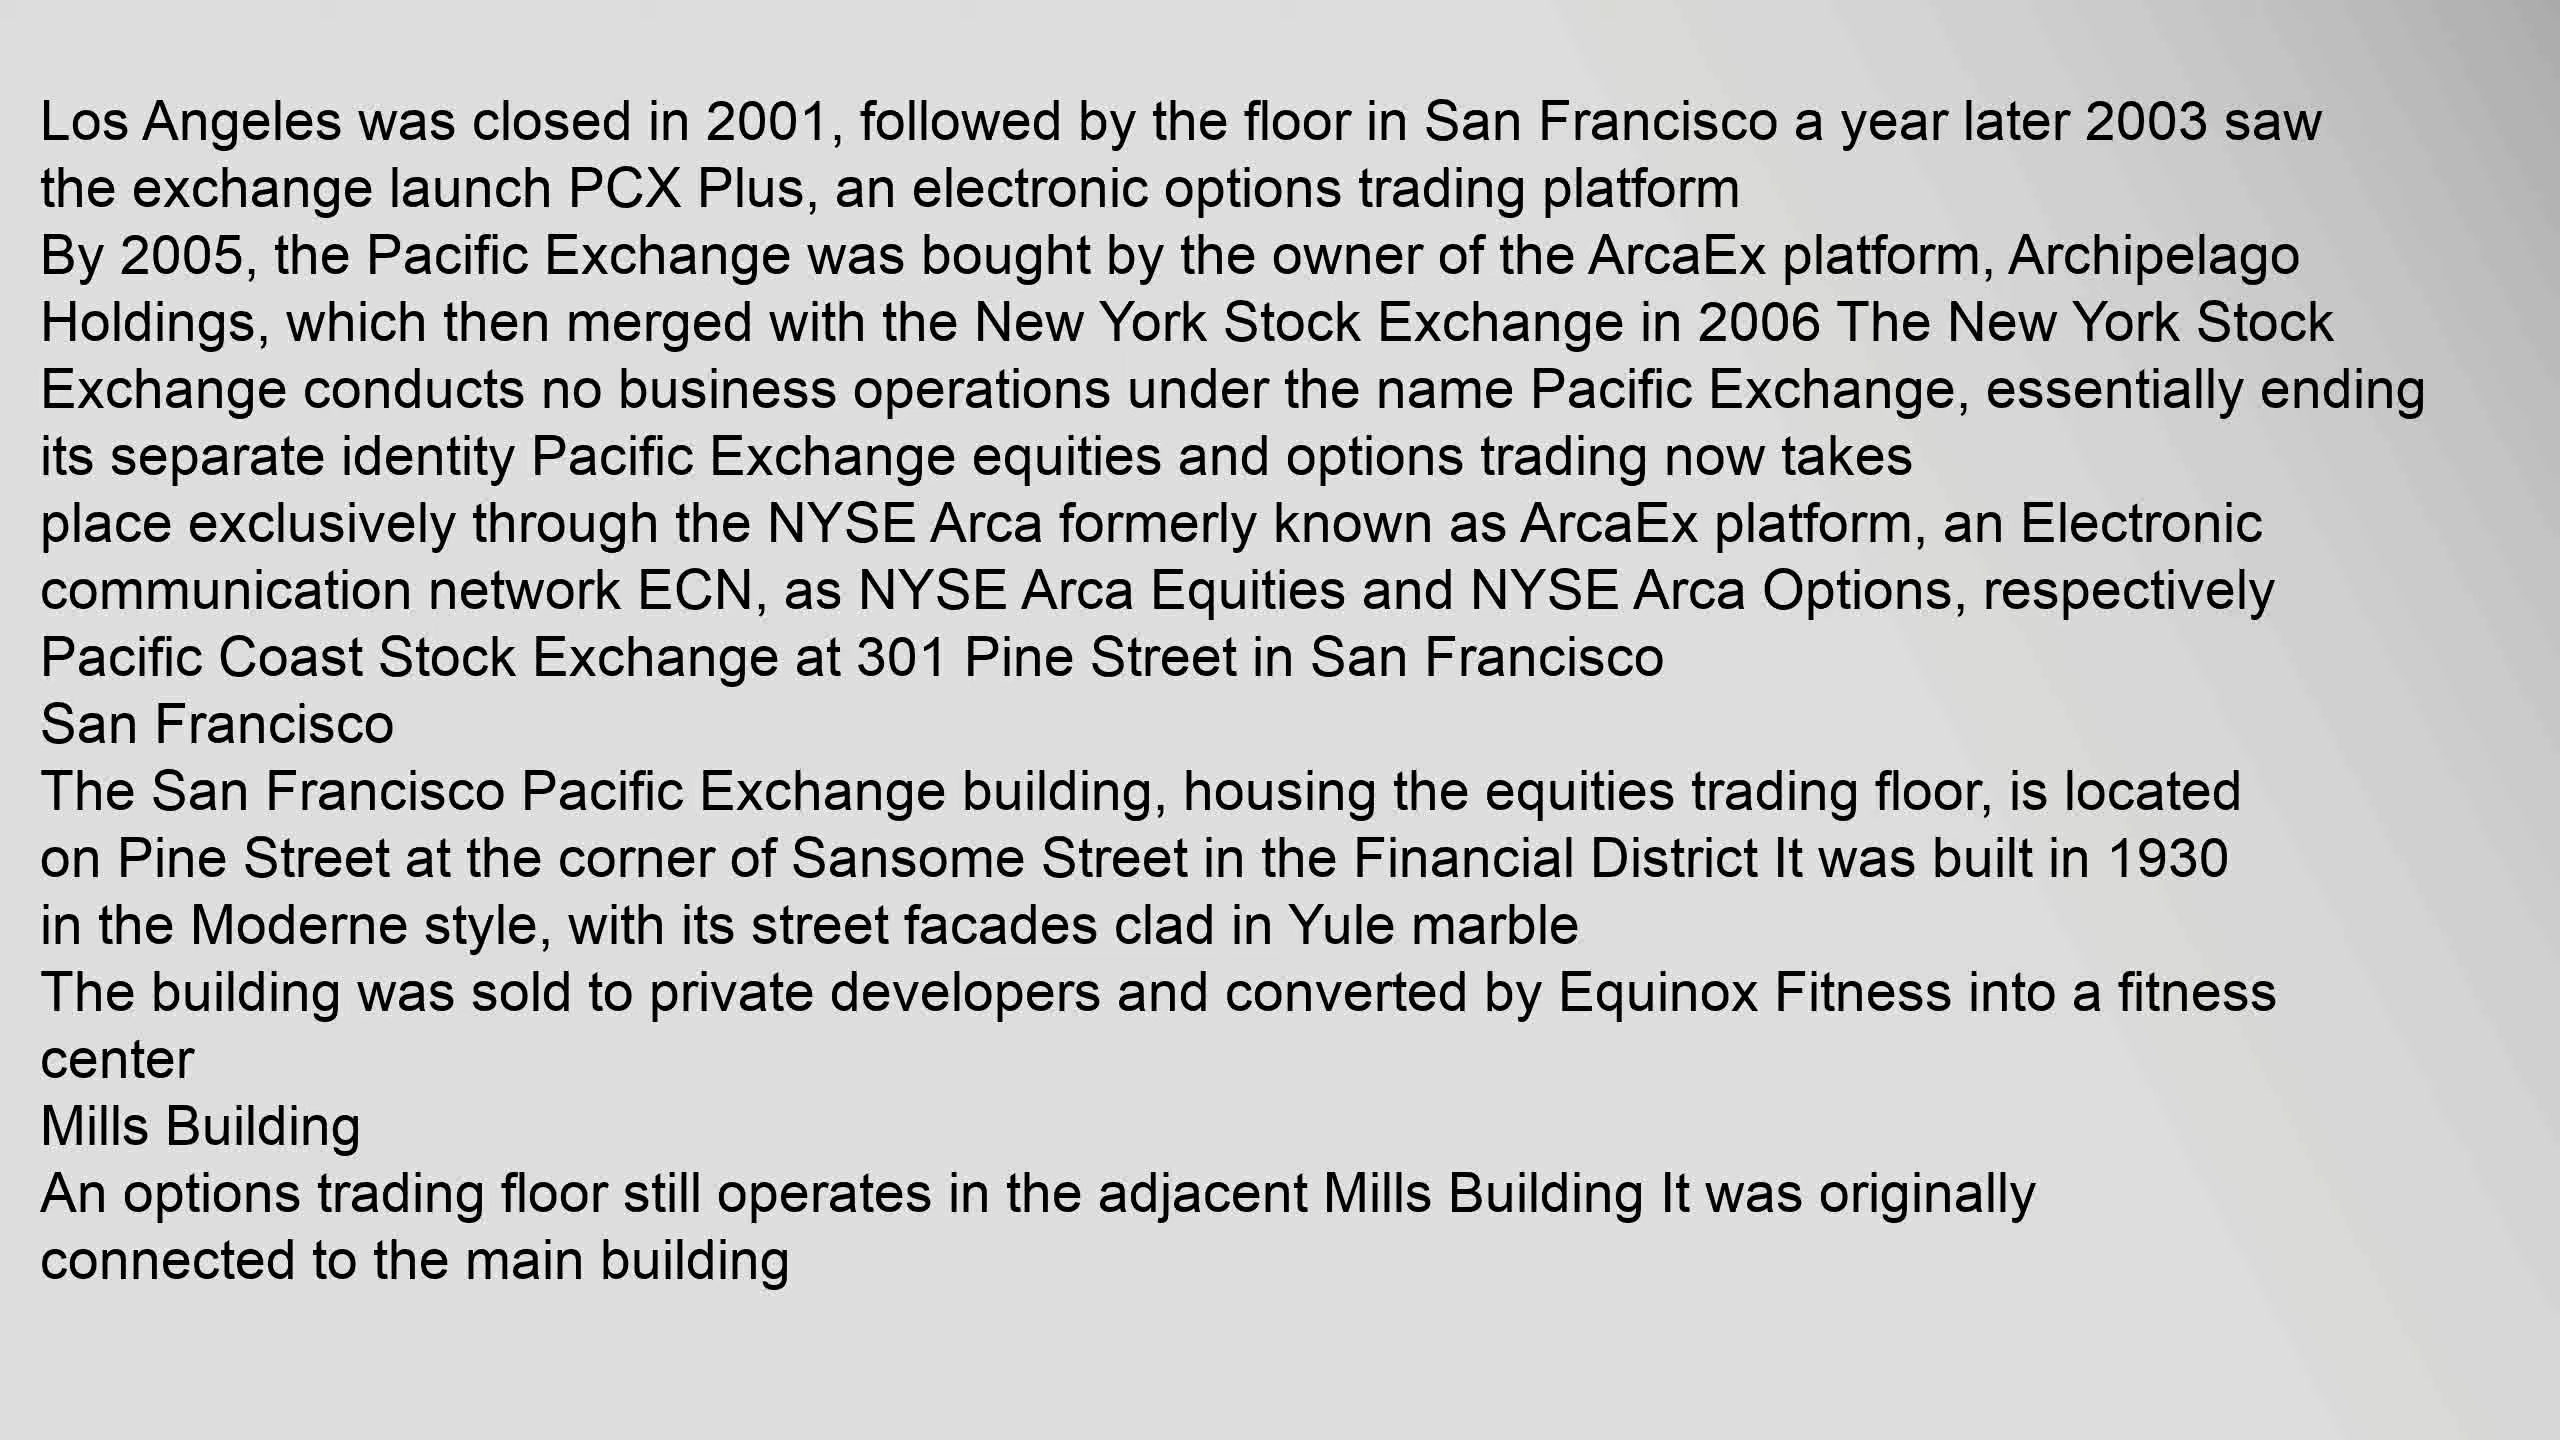 Los Angeles was closed in 2001, followed by the floor in San Francisco a year later 2003 saw
the exchange launch PCX Plus, an electronic options trading platform
By 2005, the Pacific Exchange was bought by the owner of the ArcaEx platform, Archipelago
Holdings, which then merged with the New York Stock Exchange in 2006 The New York Stock
Exchange conducts no business operations under the name Pacific Exchange, essentially ending
its separate identity Pacific Exchange equities and options trading now takes
place exclusively through the NYSE Arca formerly known as ArcaEx platform, an Electronic
communication network ECN, as NYSE Arca Equities and NYSE Arca Options, respectively
Pacific Coast Stock Exchange at 301 Pine Street in San Francisco
San Francisco
The San Francisco Pacific Exchange building, housing the equities trading floor, is located
on Pine Street at the corner of Sansome Street in the Financial District It was built in 1930
in the Moderne style, with its street facades clad in Yule marble
The building was sold to private developers and converted by Equinox Fitness into a fitness
center
Mills Building
An options trading floor still operates in the adjacent Mills Building It was originally
connected to the main building